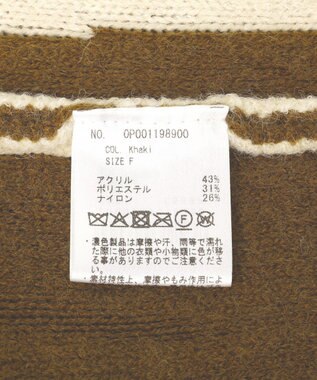 NO. OP001198900
COL. Khaki
SIZE F
アクリル 43%
ポリエステル 31%
ナイロン 26%
・濃色製品は摩擦や汗、雨等で濡れ
た際に他の衣類や小物類に色が移
る事がありますのでご注意くださ
い。
・素材特性上、摩擦やもみ作用によ